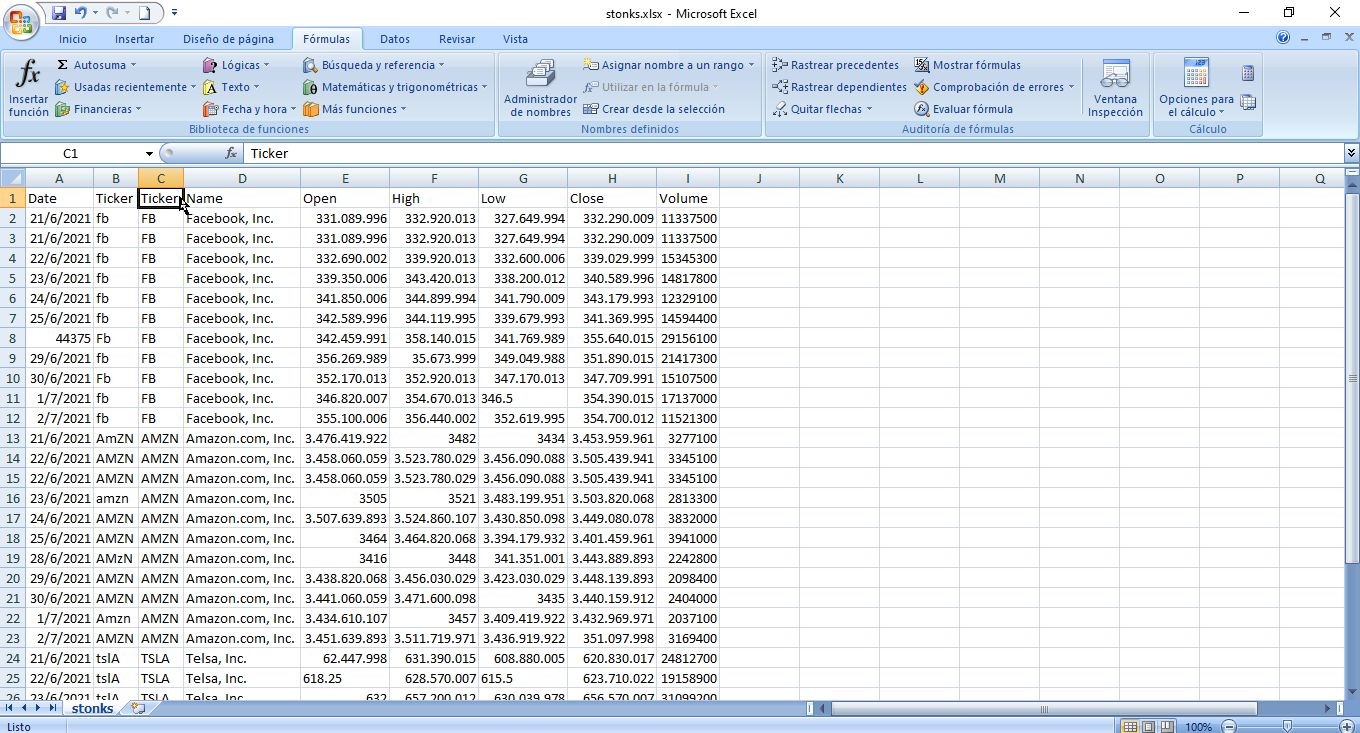 stonks.xlsx - Microsoft Excel
Inicio Insertar Diseño de página Fórmulas Datos Revisar Vista
fx Insertar función
Σ Autosuma
Usadas recientemente
Financieras
Lógicas
Texto
Fecha y hora
Búsqueda y referencia
Matemáticas y trigonométricas
Más funciones
Biblioteca de funciones
Administrador de nombres
Asignar nombre a un rango
Utilizar en la fórmula
Crear desde la selección
Nombres definidos
Rastrear precedentes
Rastrear dependientes
Quitar flechas
Mostrar fórmulas
Comprobación de errores
Evaluar fórmula
Auditoría de fórmulas
Ventana Inspección
Opciones para el cálculo
Cálculo
C1 fx Ticker
A B C D E F G H I J K L M N O P Q
1 Date Ticker Ticker Name Open High Low Close Volume
2 21/6/2021 fb FB Facebook, Inc. 331.089.996 332.920.013 327.649.994 332.290.009 11337500
3 21/6/2021 fb FB Facebook, Inc. 331.089.996 332.920.013 327.649.994 332.290.009 11337500
4 22/6/2021 fb FB Facebook, Inc. 332.690.002 339.920.013 332.600.006 339.029.999 15345300
5 23/6/2021 fb FB Facebook, Inc. 339.350.006 343.420.013 338.200.012 340.589.996 14817800
6 24/6/2021 fb FB Facebook, Inc. 341.850.006 344.899.994 341.790.009 343.179.993 12329100
7 25/6/2021 fb FB Facebook, Inc. 342.589.996 344.119.995 339.679.993 341.369.995 14594400
8 44375 Fb FB Facebook, Inc. 342.459.991 358.140.015 341.769.989 355.640.015 29156100
9 29/6/2021 fb FB Facebook, Inc. 356.269.989 35.673.999 349.049.988 351.890.015 21417300
10 30/6/2021 Fb FB Facebook, Inc. 352.170.013 352.920.013 347.170.013 347.709.991 15107500
11 1/7/2021 fb FB Facebook, Inc. 346.820.007 354.670.013 346.5 354.390.015 17137000
12 2/7/2021 fb FB Facebook, Inc. 355.100.006 356.440.002 352.619.995 354.700.012 11521300
13 21/6/2021 AmZN AMZN Amazon.com, Inc. 3.476.419.922 3482 3434 3.453.959.961 3277100
14 22/6/2021 AMZN AMZN Amazon.com, Inc. 3.458.060.059 3.523.780.029 3.456.090.088 3.505.439.941 3345100
15 22/6/2021 AMZN AMZN Amazon.com, Inc. 3.458.060.059 3.523.780.029 3.456.090.088 3.505.439.941 3345100
16 23/6/2021 amzn AMZN Amazon.com, Inc. 3505 3521 3.483.199.951 3.503.820.068 2813300
17 24/6/2021 AMZN AMZN Amazon.com, Inc. 3.507.639.893 3.524.860.107 3.430.850.098 3.449.080.078 3832000
18 25/6/2021 AMZN AMZN Amazon.com, Inc. 3464 3.464.820.068 3.394.179.932 3.401.459.961 3941000
19 28/6/2021 AMzN AMZN Amazon.com, Inc. 3416 3448 341.351.001 3.443.889.893 2242800
20 29/6/2021 AMZN AMZN Amazon.com, Inc. 3.438.820.068 3.456.030.029 3.423.030.029 3.448.139.893 2098400
21 30/6/2021 AMZN AMZN Amazon.com, Inc. 3.441.060.059 3.471.600.098 3435 3.440.159.912 2404000
22 1/7/2021 Amzn AMZN Amazon.com, Inc. 3.434.610.107 3457 3.409.419.922 3.432.969.971 2037100
23 2/7/2021 AMZN AMZN Amazon.com, Inc. 3.451.639.893 3.511.719.971 3.436.919.922 351.097.998 3169400
24 21/6/2021 tslA TSLA Telsa, Inc. 62.447.998 631.390.015 608.880.005 620.830.017 24812700
25 22/6/2021 tslA TSLA Telsa, Inc. 618.25 628.570.007 615.5 623.710.022 19158900
26 23/6/2021 tslA TSLA Telsa, Inc. 632 657.200.012 630.039.978 656.570.007 31099200
stonks
Listo 100%